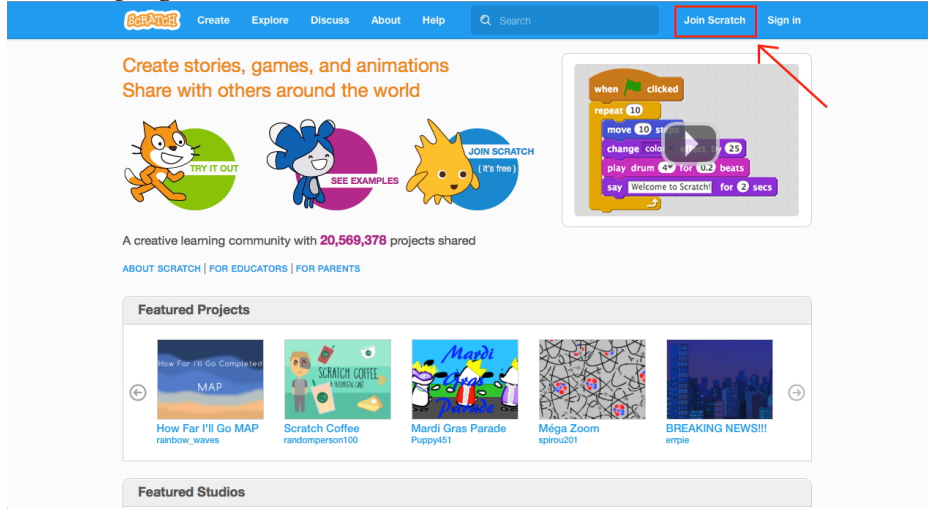 SCRATCH Create Explore Discuss About Help Search Join Scratch Sign in
Create stories, games, and animations
Share with others around the world
TRY IT OUT
SEE EXAMPLES
JOIN SCRATCH
( it's free )
when clicked
repeat 10
move 10 steps
change color effect by 25
play drum 4 for 0.2 beats
say Welcome to Scratch! for 2 secs
A creative learning community with 20,569,378 projects shared
ABOUT SCRATCH | FOR EDUCATORS | FOR PARENTS
Featured Projects
How Far I'll Go Completed
MAP
SCRATCH COFFEE
Mardi
Gras
Parade
How Far I'll Go MAP
rainbow_waves
Scratch Coffee
randomperson100
Mardi Gras Parade
Puppy451
Méga Zoom
spirou201
BREAKING NEWS!!!
errpie
Featured Studios